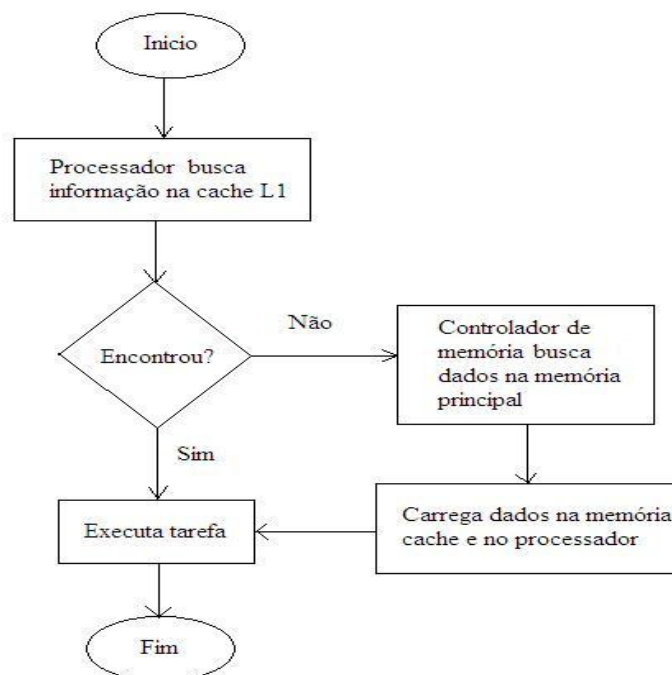 Inicio
Processador busca
informação na cache L1
Encontrou?
Não
Controlador de
memória busca
dados na memória
principal
Sim
Carrega dados na memória
cache e no processador
Executa tarefa
Fim